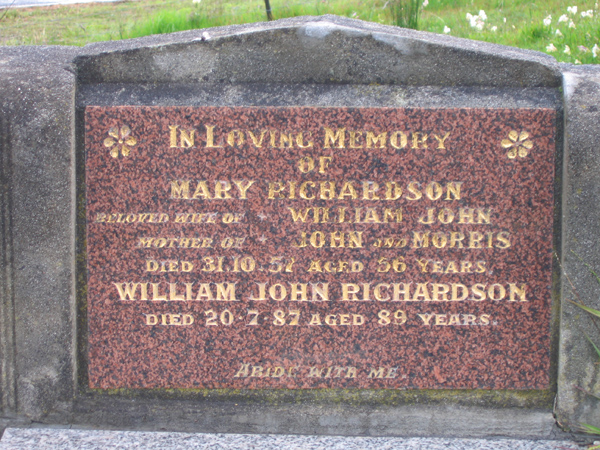 IN LOVING MEMORY
OF
MARY RICHARDSON
BELOVED WIFE OF WILLIAM JOHN
MOTHER OF JOHN AND MORRIS
DIED 31.10.57 AGED 56 YEARS.
WILLIAM JOHN RICHARDSON
DIED 20.7.87 AGED 89 YEARS.
ABIDE WITH ME.